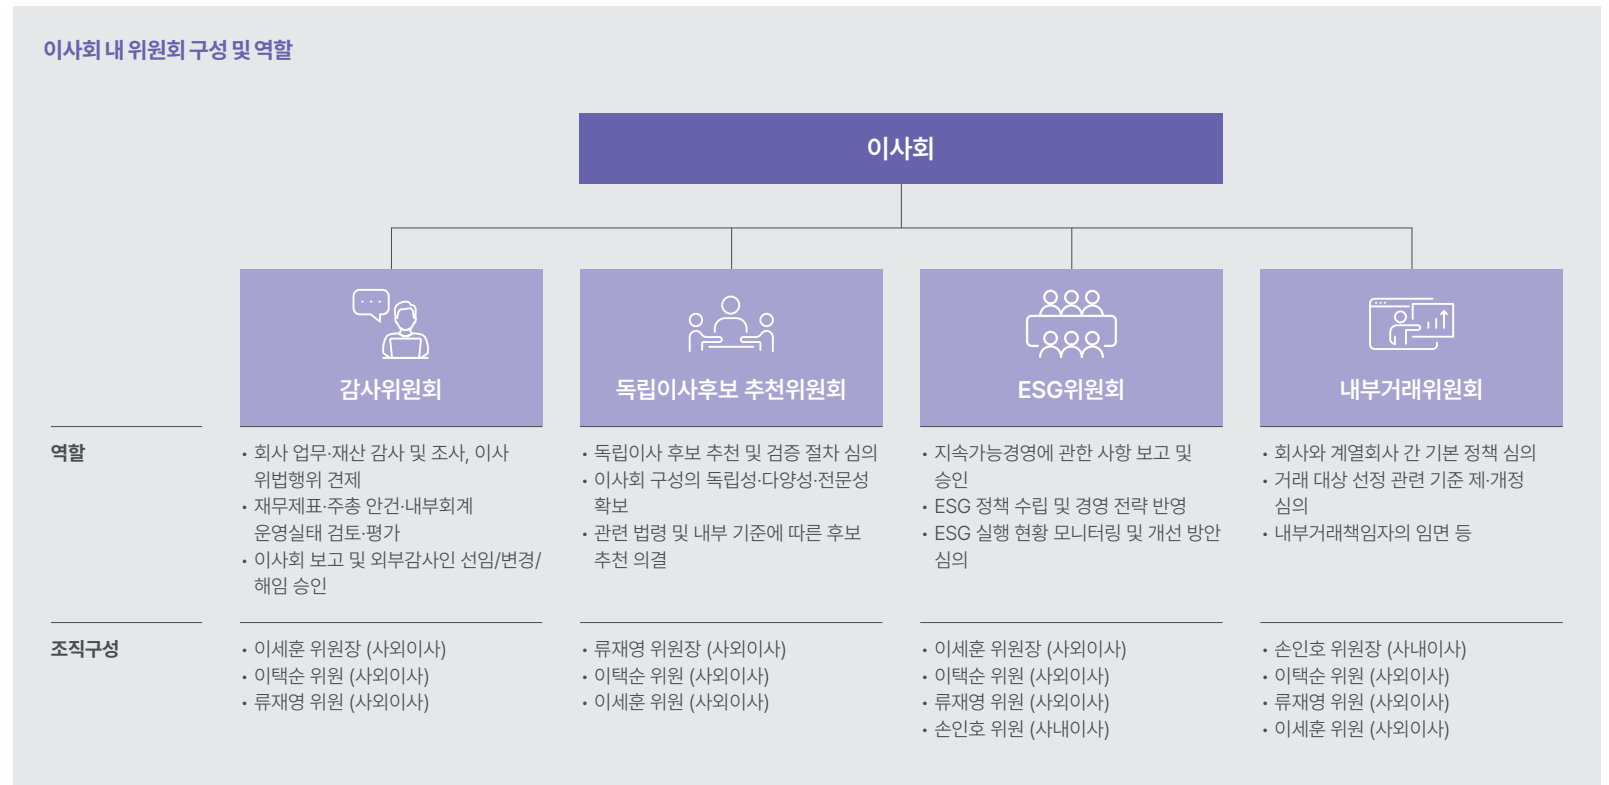 이사회 내 위원회 구성 및 역할
이사회
감사위원회
독립이사후보 추천위원회
ESG위원회
내부거래위원회
역할
• 회사 업무·재산 감사 및 조사, 이사
위법행위 견제
• 재무제표·주총 안건·내부회계
운영실태 검토·평가
• 이사회 보고 및 외부감사인 선임/변경/
해임 승인
• 독립이사 후보 추천 및 검증 절차 심의
• 이사회 구성의 독립성·다양성·전문성
확보
• 관련 법령 및 내부 기준에 따른 후보
추천 의결
• 지속가능경영에 관한 사항 보고 및
승인
• ESG 정책 수립 및 경영 전략 반영
• ESG 실행 현황 모니터링 및 개선 방안
심의
• 회사와 계열회사 간 기본 정책 심의
• 거래 대상 선정 관련 기준 제·개정
심의
• 내부거래책임자의 임면 등
조직구성
• 이세훈 위원장 (사외이사)
• 이택순 위원 (사외이사)
• 류재영 위원 (사외이사)
• 류재영 위원장 (사외이사)
• 이택순 위원 (사외이사)
• 이세훈 위원 (사외이사)
• 이세훈 위원장 (사외이사)
• 이택순 위원 (사외이사)
• 류재영 위원 (사외이사)
• 손인호 위원 (사내이사)
• 손인호 위원장 (사내이사)
• 이택순 위원 (사외이사)
• 류재영 위원 (사외이사)
• 이세훈 위원 (사외이사)